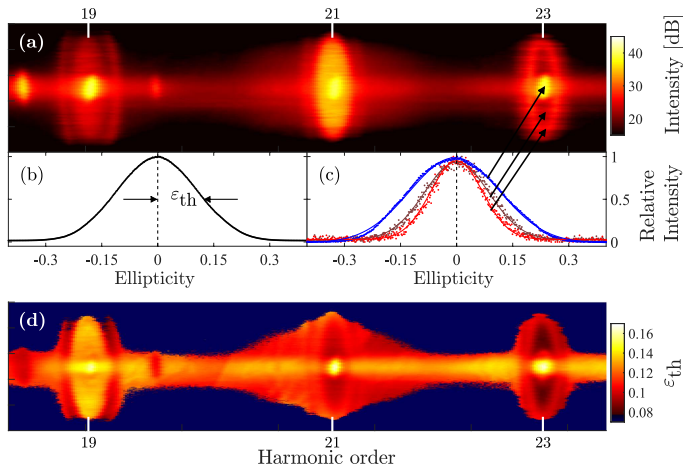 19 21 23
(a)
40
30
20
Intensity [dB]
(b) εth
(c)
1
0.5
0
Relative
Intensity
-0.3 -0.15 0 0.15 0.3
-0.3 -0.15 0 0.15 0.3
Ellipticity
Ellipticity
(d)
0.16
0.14
0.12
0.1
0.08
εth
19 21 23
Harmonic order